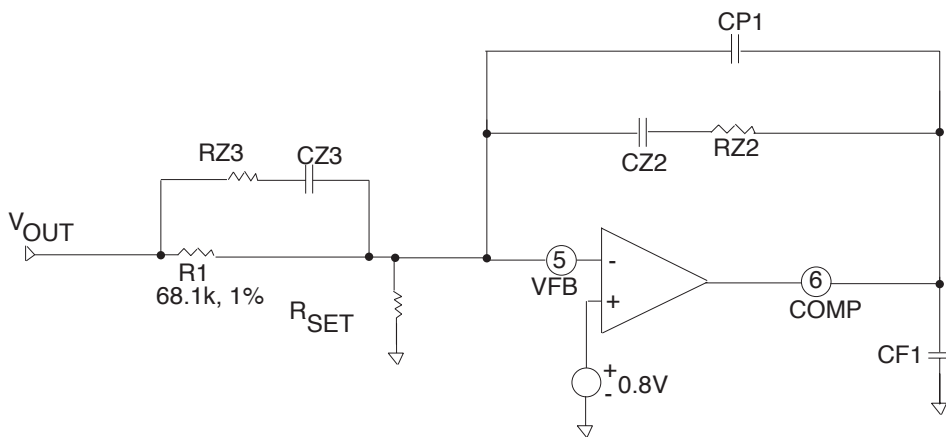 CP1
RZ3
CZ3
CZ2
RZ2
VOUT
R1
68.1k, 1%
RSET
5
VFB
-
+
6
COMP
CF1
+
-
0.8V